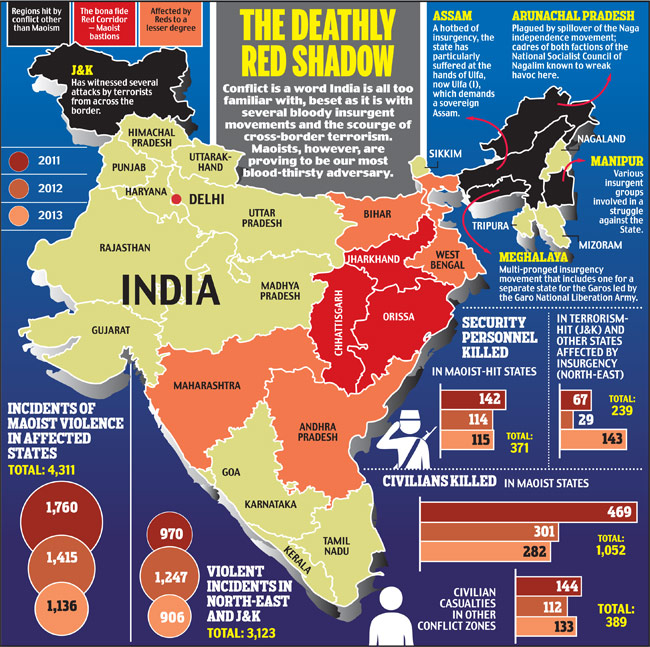 Regions hit by
conflict other
than Maoism
The bona fide
Red Corridor
— Maoist
bastions
Affected by
Reds to a
lesser degree
THE DEATHLY
RED SHADOW
Conflict is a word India is all too
familiar with, beset as it is with
several bloody insurgent
movements and the scourge of
cross-border terrorism.
Maoists, however, are
proving to be our most
blood-thirsty adversary.
ASSAM
A hotbed of
insurgency, the
state has
particularly
suffered at the
hands of Ulfa,
now Ulfa (I),
which demands
a sovereign
Assam.
ARUNACHAL PRADESH
Plagued by spillover of the Naga
independence movement;
cadres of both factions of the
National Socialist Council of
Nagalim known to wreak
havoc here.
J&K
Has witnessed several
attacks by terrorists
from across the
border.
2011
2012
2013
HIMACHAL
PRADESH
PUNJAB
UTTARAK-
HAND
HARYANA
DELHI
UTTAR
PRADESH
RAJASTHAN
INDIA
GUJARAT
MADHYA
PRADESH
BIHAR
SIKKIM
JHARKHAND
WEST
BENGAL
CHHATTISGARH
ORISSA
MAHARASHTRA
ANDHRA
PRADESH
GOA
KARNATAKA
KERALA
TAMIL
NADU
NAGALAND
MANIPUR
Various
insurgent
groups
involved in a
struggle
against the
State.
TRIPURA
MIZORAM
MEGHALAYA
Multi-pronged insurgency
movement that includes one for a
separate state for the Garos led by
the Garo National Liberation Army.
SECURITY
PERSONNEL
KILLED
IN MAOIST-HIT STATES
142
114
115
TOTAL:
371
IN TERRORISM-
HIT (J&K) AND
OTHER STATES
AFFECTED BY
INSURGENCY
(NORTH-EAST)
67
29
143
TOTAL:
239
INCIDENTS OF
MAOIST VIOLENCE
IN AFFECTED
STATES
TOTAL: 4,311
1,760
1,415
1,136
970
1,247
906
VIOLENT
INCIDENTS IN
NORTH-EAST
AND J&K
TOTAL: 3,123
CIVILIANS KILLED IN MAOIST STATES
469
301
282
TOTAL:
1,052
CIVILIAN
CASUALTIES
IN OTHER
CONFLICT ZONES
144
112
133
TOTAL:
389